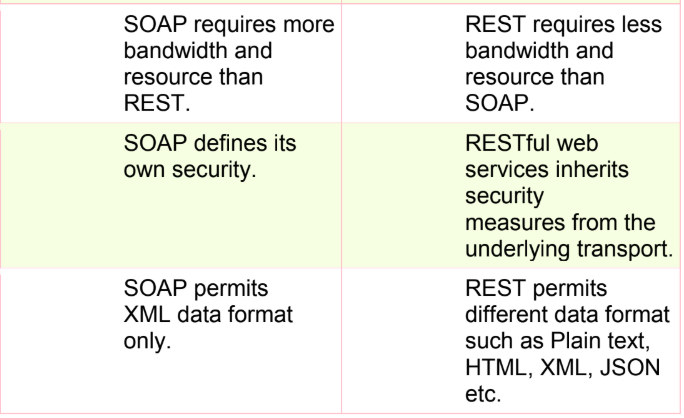 SOAP requires more
bandwidth and
resource than
REST.
REST requires less
bandwidth and
resource than
SOAP.
SOAP defines its
own security.
RESTful web
services inherits
security
measures from the
underlying transport.
SOAP permits
XML data format
only.
REST permits
different data format
such as Plain text,
HTML, XML, JSON
etc.